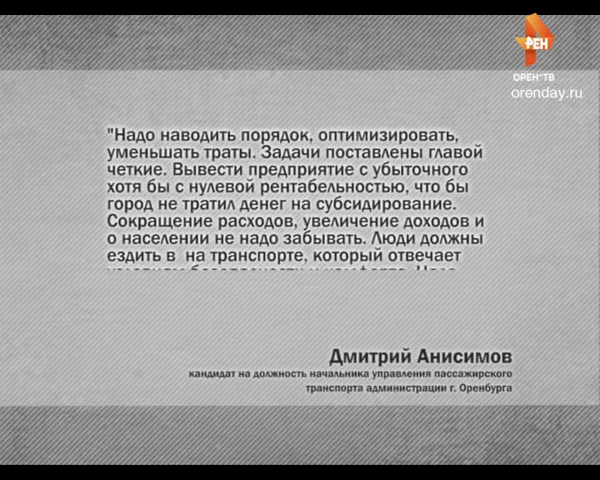 РЕН
ОРЕН*ТВ
orenday.ru
"Надо наводить порядок, оптимизировать,
уменьшать траты. Задачи поставлены главой
четкие. Вывести предприятие с убыточного
хотя бы с нулевой рентабельностью, что бы
город не тратил денег на субсидирование.
Сокращение расходов, увеличение доходов и
о населении не надо забывать. Люди должны
ездить в на транспорте, который отвечает
Дмитрий Анисимов
кандидат на должность начальника управления пассажирского
транспорта администрации г. Оренбурга